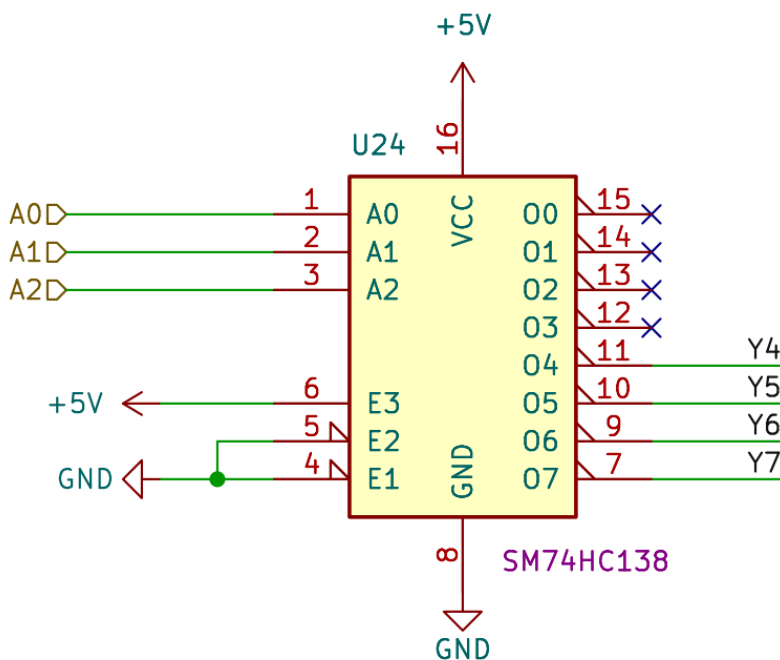 +5V
16
U24
A0 1 A0 VCC O0 15
A1 2 A1 O1 14
A2 3 A2 O2 13
O3 12
O4 11 Y4
+5V 6 E3 O5 10 Y5
5 E2 O6 9 Y6
GND 4 E1 GND O7 7 Y7
8
SM74HC138
GND